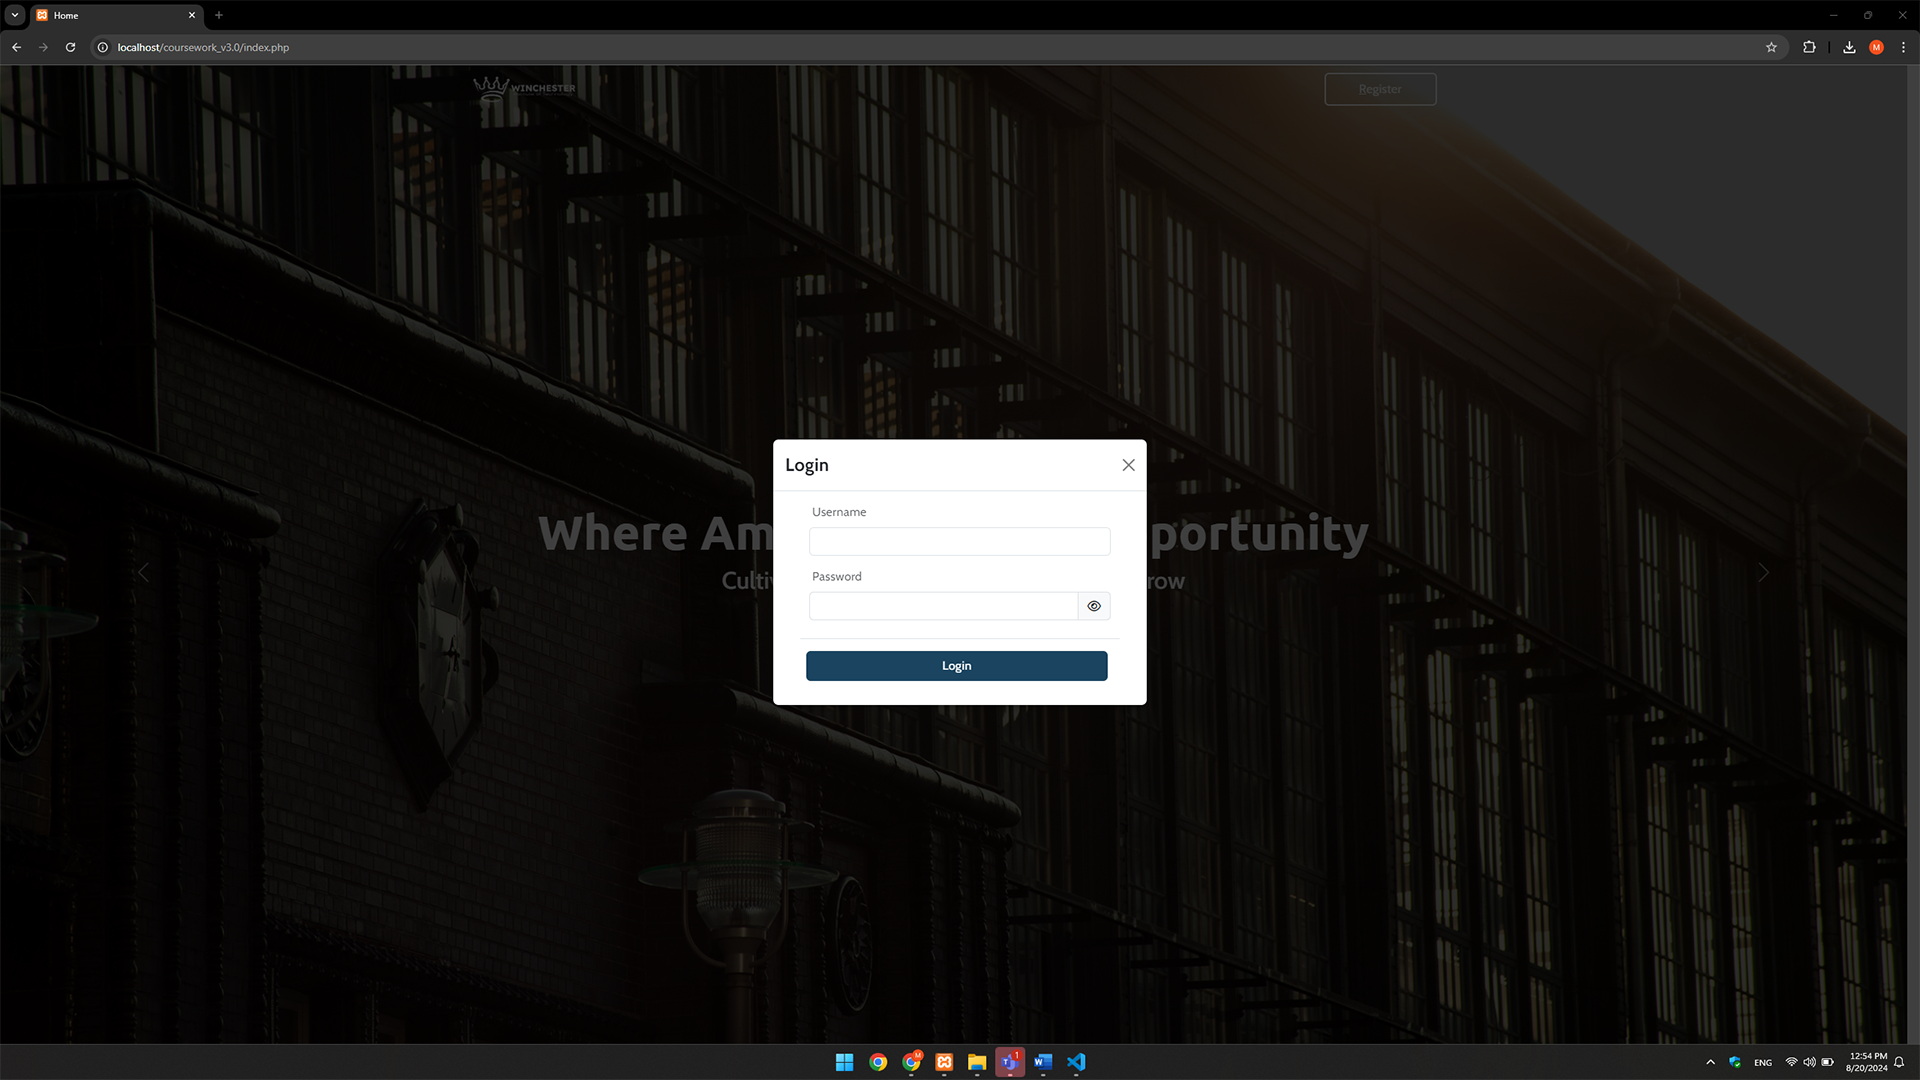 Home
localhost/coursework_v3.0/index.php
M
WINCHESTER
Register
Where Am
portunity
Culti
row
Login
Username
Password
Login
M
1
ENG
12:54 PM
8/20/2024